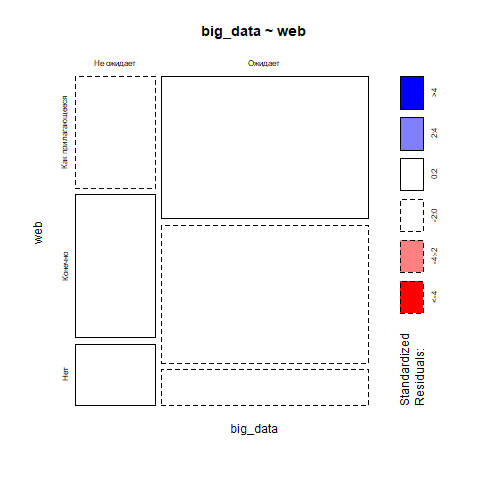 big_data ~ web
Не ожидает
Ожидает
Как прилагающееся
Конечно
Нет
web
big_data
>4
2:4
0:2
-2:0
-4:-2
<-4
Standardized
Residuals: